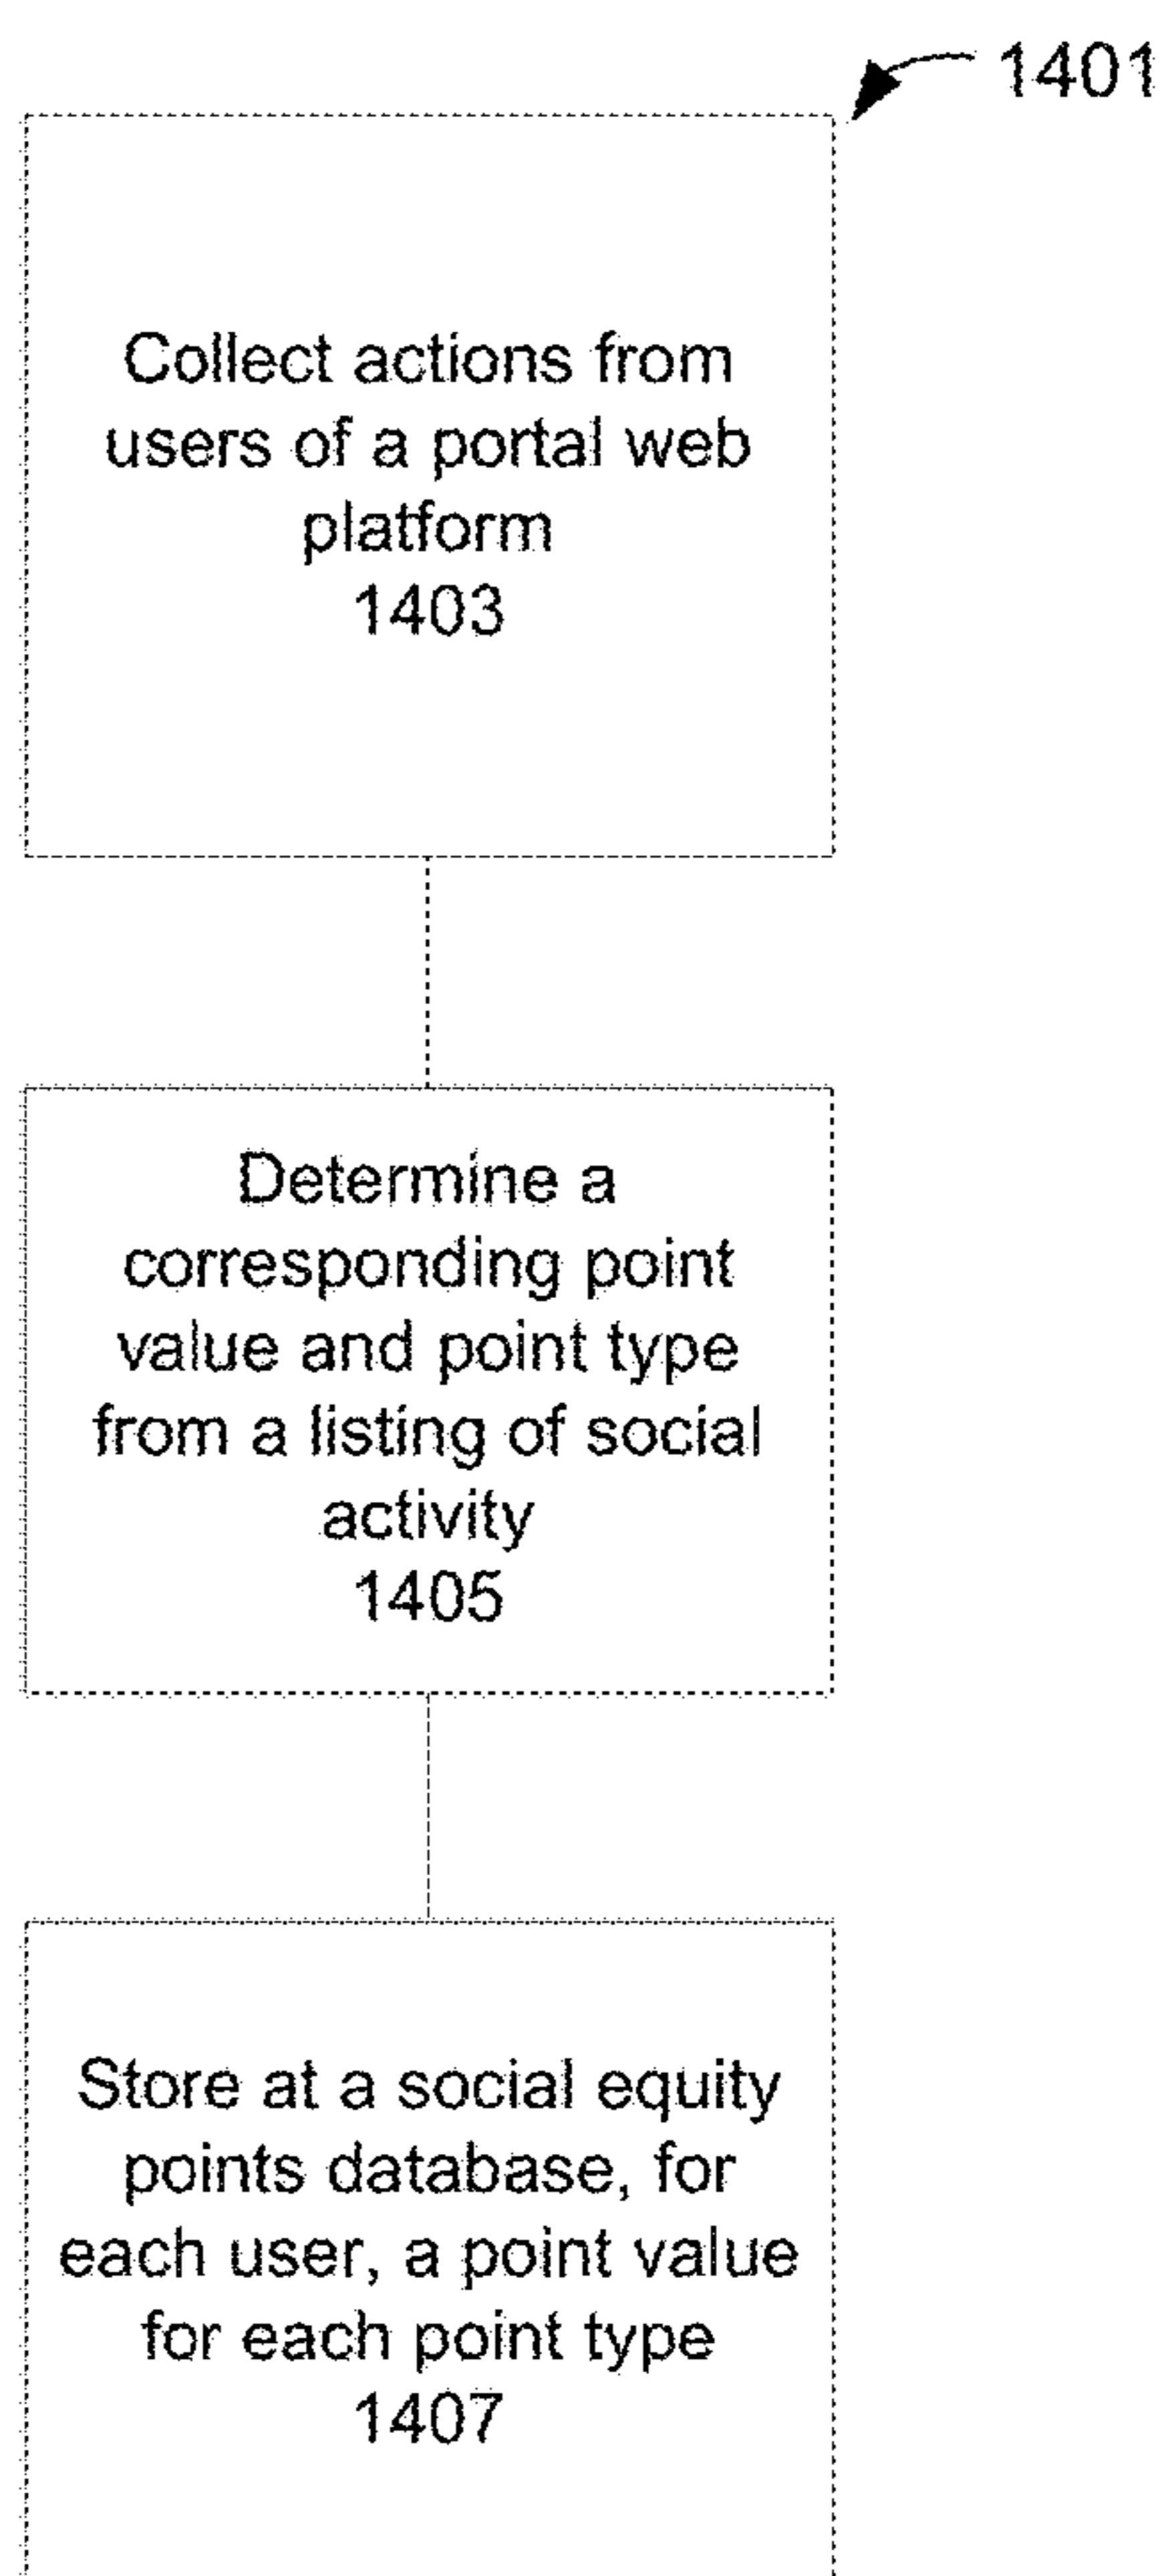 1401
Collect actions from
users of a portal web
platform
1403
Determine a
corresponding point
value and point type
from a listing of social
activity
1405
Store at a social equity
points database, for
each user, a point value
for each point type
1407